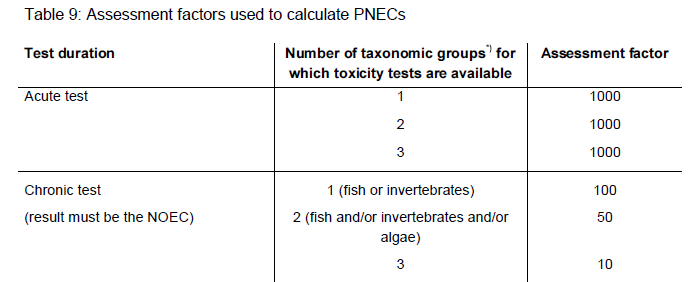 Table 9: Assessment factors used to calculate PNECs
Test duration Number of taxonomic groups*) for Assessment factor
which toxicity tests are available
Acute test 1 1000
2 1000
3 1000
Chronic test 1 (fish or invertebrates) 100
(result must be the NOEC) 2 (fish and/or invertebrates and/or 50
algae)
3 10